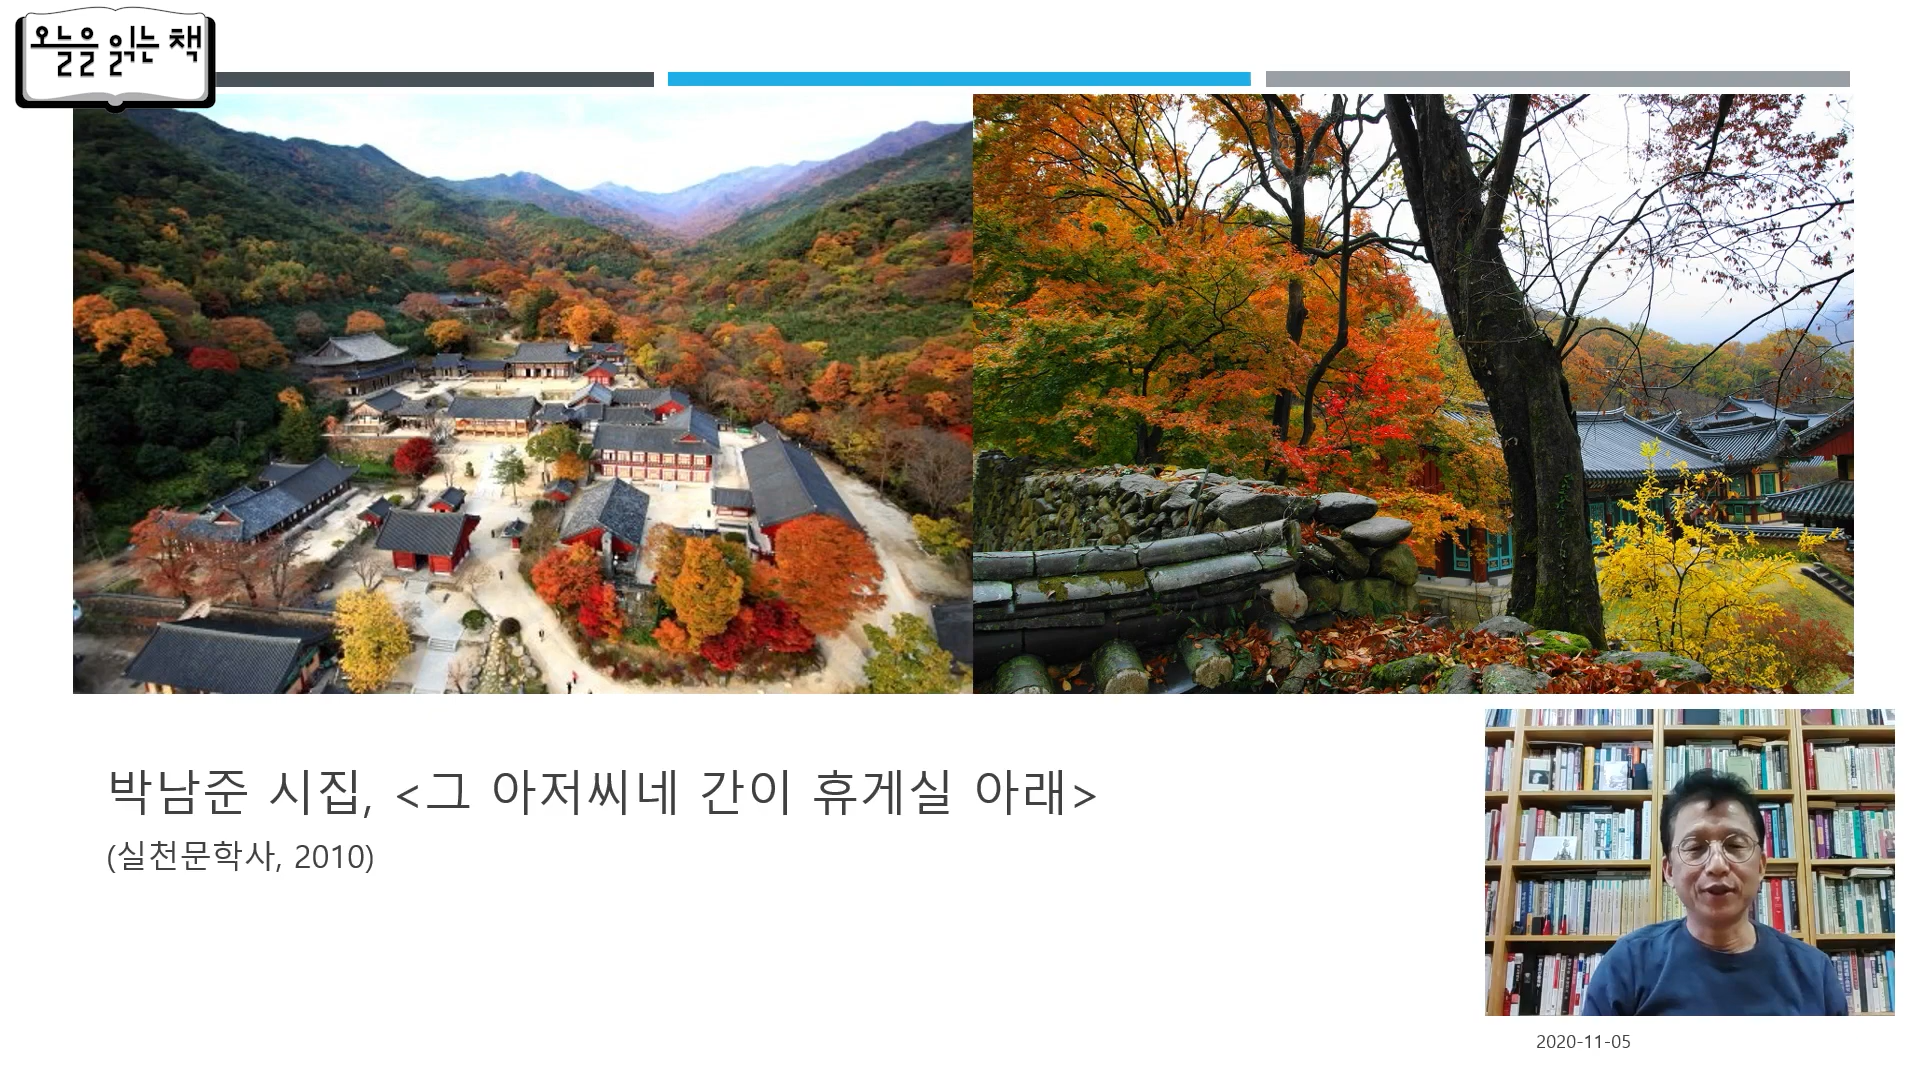 오늘을 읽는 책
박남준 시집, <그 아저씨네 간이 휴게실 아래>
(실천문학사, 2010)
2020-11-05